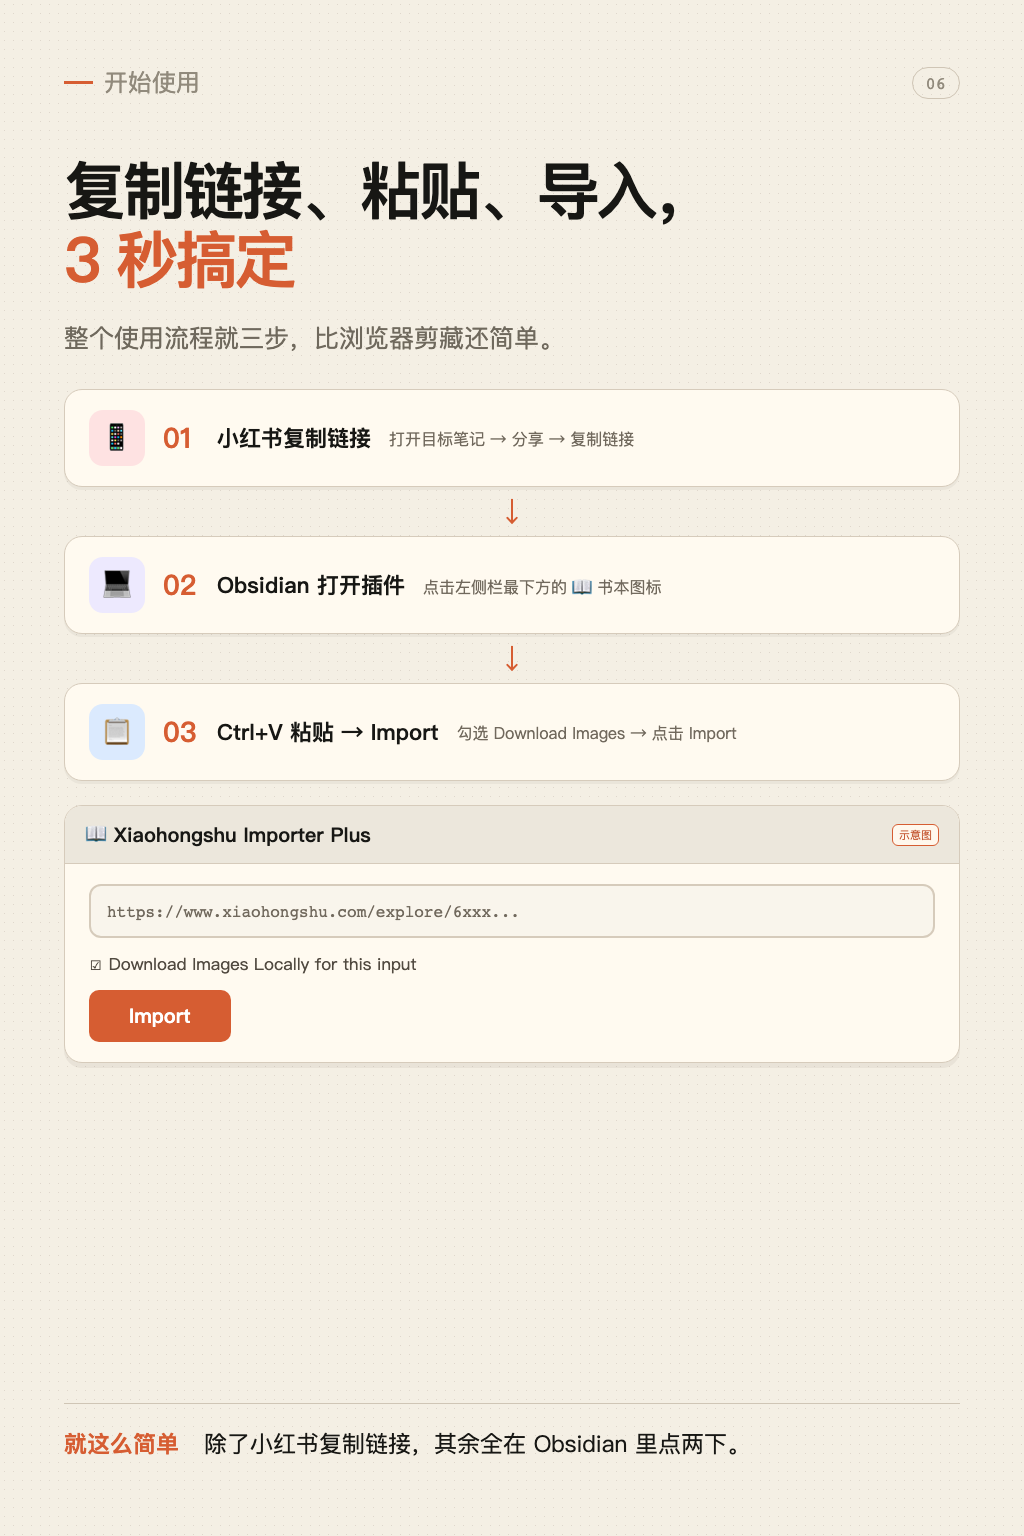 开始使用
06
复制链接、粘贴、导入，
3 秒搞定
整个使用流程就三步，比浏览器剪藏还简单。
01 小红书复制链接 打开目标笔记 → 分享 → 复制链接
↓
02 Obsidian 打开插件 点击左侧栏最下方的 📖 书本图标
↓
03 Ctrl+V 粘贴 → Import 勾选 Download Images → 点击 Import
📖 Xiaohongshu Importer Plus 示意图
https://www.xiaohongshu.com/explore/6xxx...
☑ Download Images Locally for this input
Import
就这么简单 除了小红书复制链接，其余全在 Obsidian 里点两下。